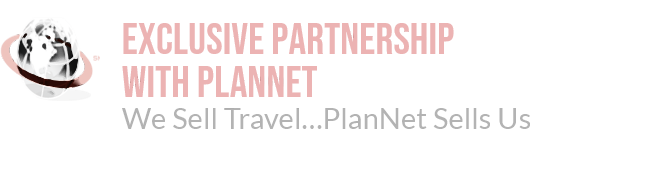 EXCLUSIVE PARTNERSHIP
WITH PLANNET
We Sell Travel...PlanNet Sells Us